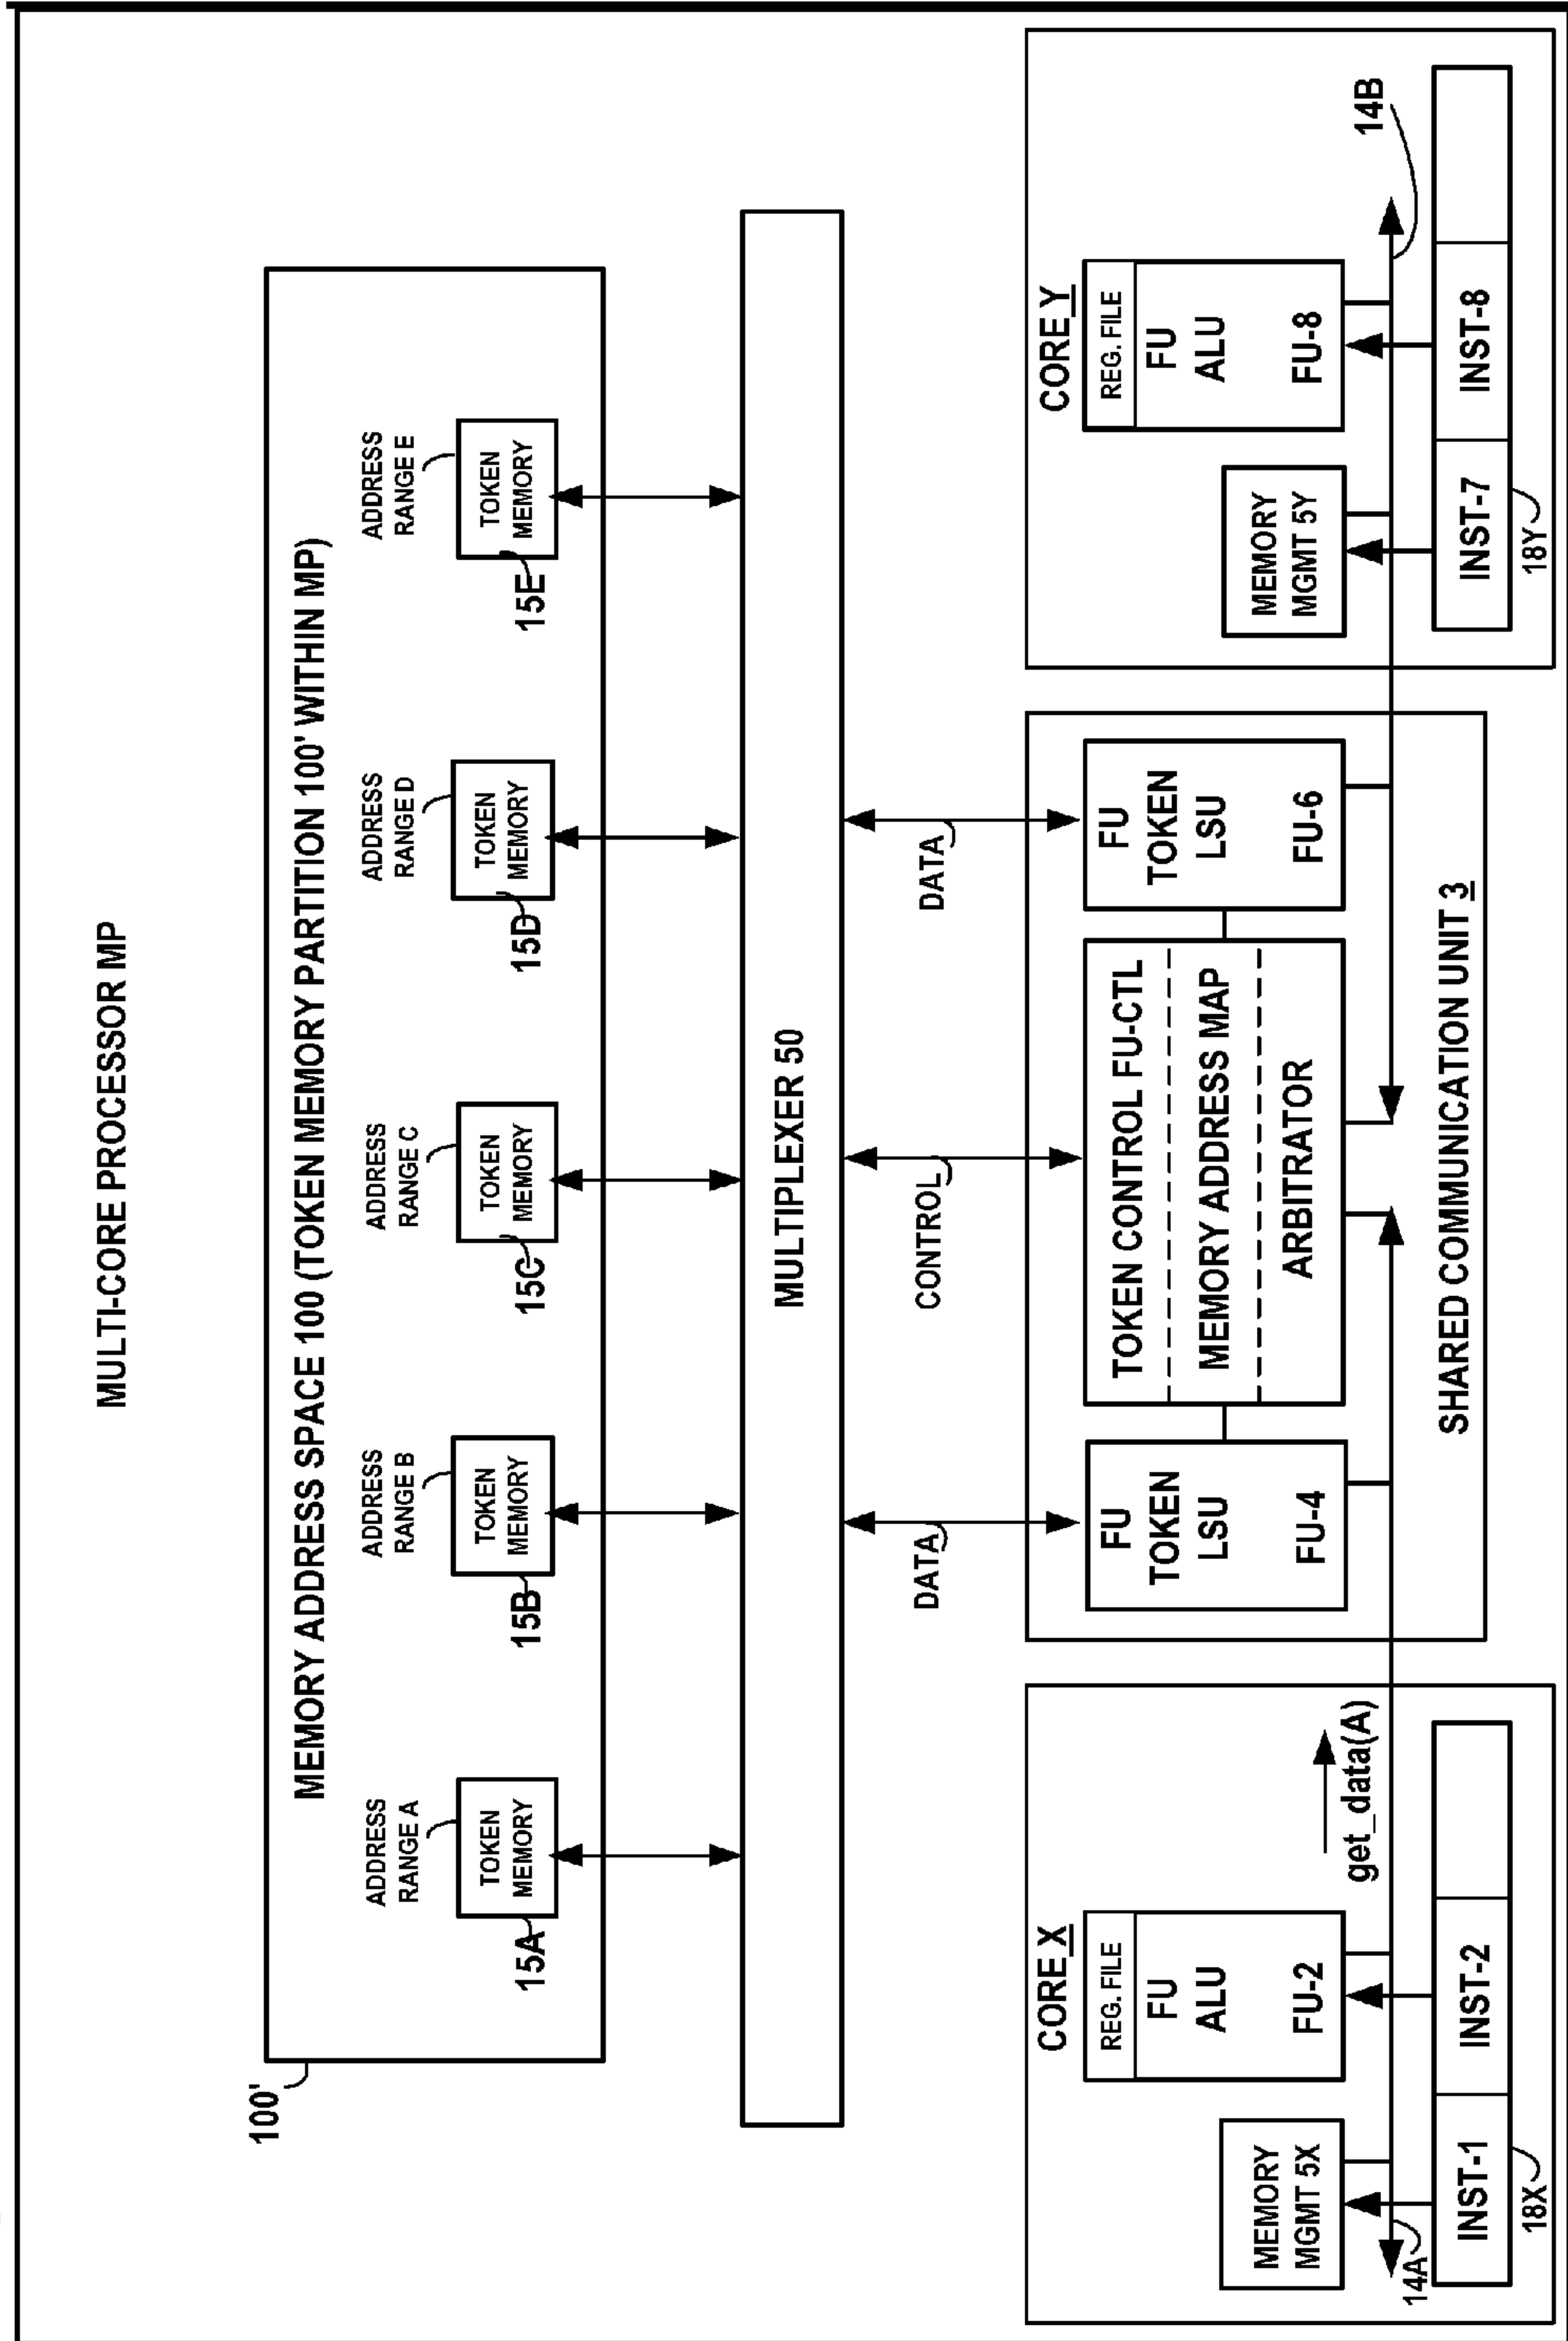 MULTI-CORE PROCESSOR MP
100'
MEMORY ADDRESS SPACE 100 (TOKEN MEMORY PARTITION 100' WITHIN MP)
ADDRESS
RANGE A
TOKEN
MEMORY
15A
ADDRESS
RANGE B
TOKEN
MEMORY
15B
ADDRESS
RANGE C
TOKEN
MEMORY
15C
ADDRESS
RANGE D
TOKEN
MEMORY
15D
ADDRESS
RANGE E
TOKEN
MEMORY
15E
MULTIPLEXER 50
DATA
CONTROL
DATA
CORE X
MEMORY
MGMT 5X
REG. FILE
FU
ALU
FU-2
get_data(A)
14A
INST-1
INST-2
18X
FU
TOKEN
LSU
FU-4
TOKEN CONTROL FU-CTL
MEMORY ADDRESS MAP
ARBITRATOR
FU
TOKEN
LSU
FU-6
SHARED COMMUNICATION UNIT 3
CORE Y
MEMORY
MGMT 5Y
REG. FILE
FU
ALU
FU-8
14B
INST-7
INST-8
18Y